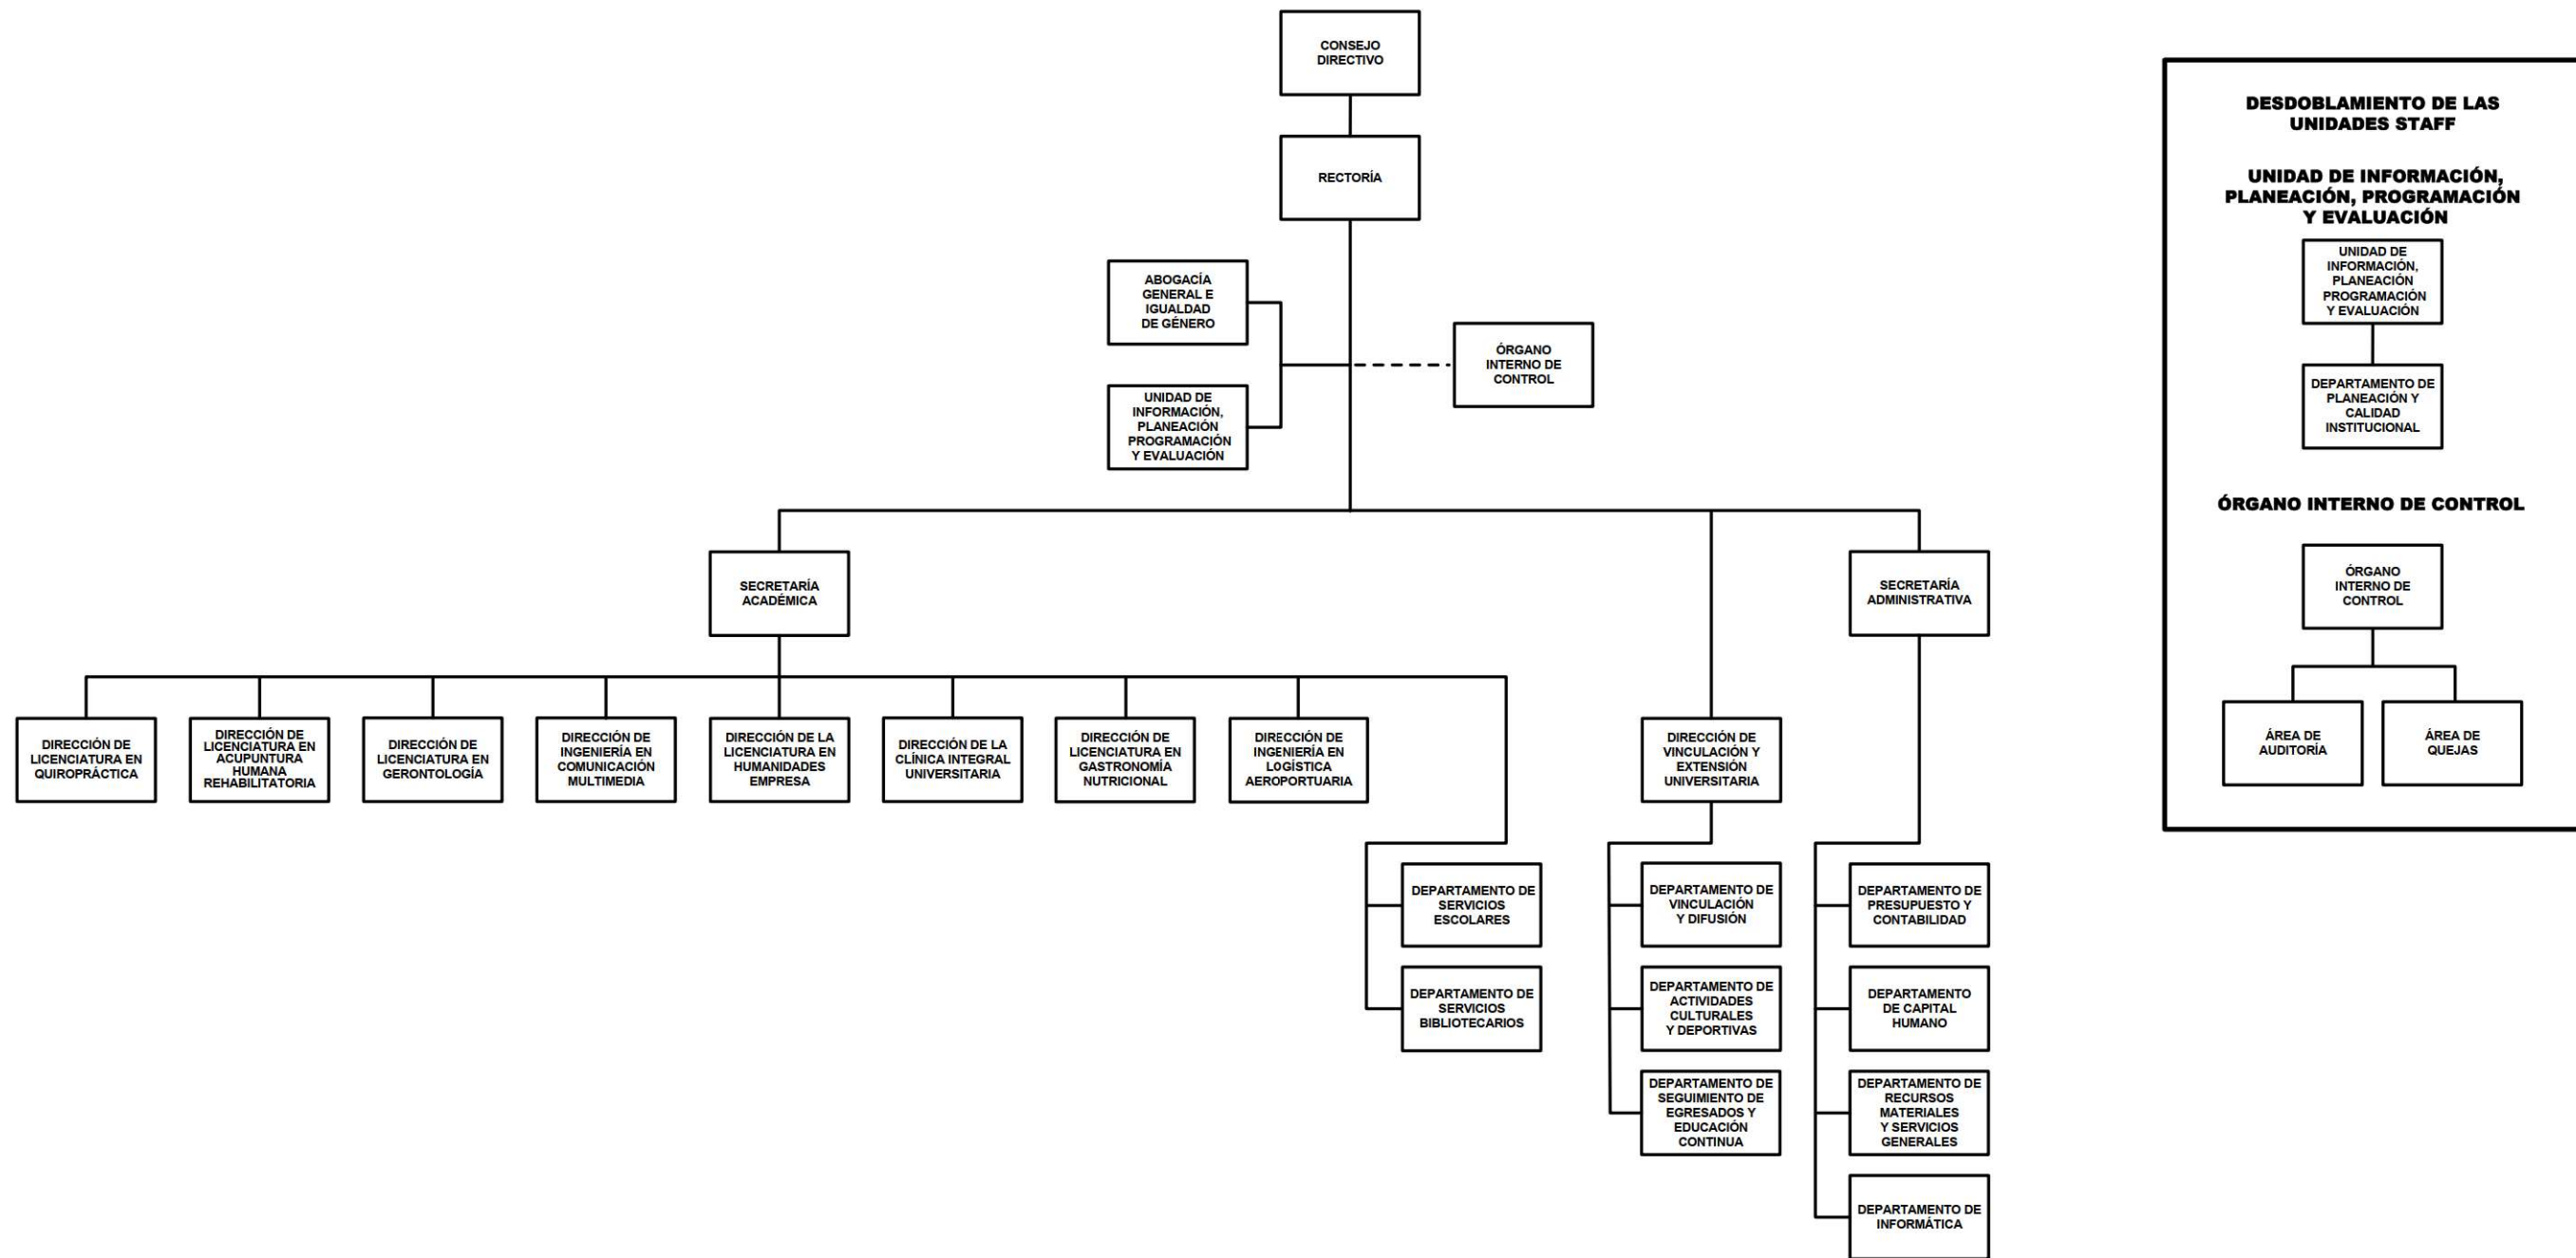 CONSEJO
DIRECTIVO
RECTORÍA
ABOGACÍA
GENERAL E
IGUALDAD
DE GÉNERO
ÓRGANO
INTERNO DE
CONTROL
UNIDAD DE
INFORMACIÓN,
PLANEACIÓN
PROGRAMACIÓN
Y EVALUACIÓN
SECRETARÍA
ACADÉMICA
SECRETARÍA
ADMINISTRATIVA
DIRECCIÓN DE
LICENCIATURA EN
QUIROPRÁCTICA
DIRECCIÓN DE
LICENCIATURA EN
ACUPUNTURA
HUMANA
REHABILITATORIA
DIRECCIÓN DE
LICENCIATURA EN
GERONTOLOGÍA
DIRECCIÓN DE
INGENIERÍA EN
COMUNICACIÓN
MULTIMEDIA
DIRECCIÓN DE LA
LICENCIATURA EN
HUMANIDADES
EMPRESA
DIRECCIÓN DE LA
CLÍNICA INTEGRAL
UNIVERSITARIA
DIRECCIÓN DE
LICENCIATURA EN
GASTRONOMÍA
NUTRICIONAL
DIRECCIÓN DE
INGENIERÍA EN
LOGÍSTICA
AEROPORTUARIA
DIRECCIÓN DE
VINCULACIÓN Y
EXTENSIÓN
UNIVERSITARIA
DEPARTAMENTO DE
SERVICIOS
ESCOLARES
DEPARTAMENTO DE
SERVICIOS
BIBLIOTECARIOS
DEPARTAMENTO DE
VINCULACIÓN
Y DIFUSIÓN
DEPARTAMENTO DE
ACTIVIDADES
CULTURALES
Y DEPORTIVAS
DEPARTAMENTO DE
SEGUIMIENTO DE
EGRESADOS Y
EDUCACIÓN
CONTINUA
DEPARTAMENTO DE
PRESUPUESTO Y
CONTABILIDAD
DEPARTAMENTO
DE CAPITAL
HUMANO
DEPARTAMENTO DE
RECURSOS
MATERIALES
Y SERVICIOS
GENERALES
DEPARTAMENTO DE
INFORMÁTICA
DESDOBLAMIENTO DE LAS
UNIDADES STAFF
UNIDAD DE INFORMACIÓN,
PLANEACIÓN, PROGRAMACIÓN
Y EVALUACIÓN
UNIDAD DE
INFORMACIÓN,
PLANEACIÓN
PROGRAMACIÓN
Y EVALUACIÓN
DEPARTAMENTO DE
PLANEACIÓN Y
CALIDAD
INSTITUCIONAL
ÓRGANO INTERNO DE CONTROL
ÓRGANO
INTERNO DE
CONTROL
ÁREA DE
AUDITORÍA
ÁREA DE
QUEJAS